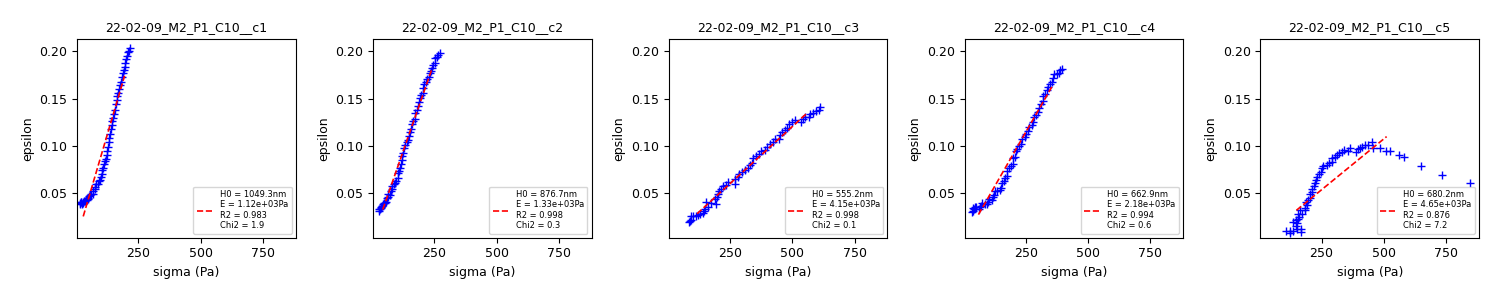 22-02-09_M2_P1_C10__c1
0.20
0.15
0.10
0.05
epsilon
250
500
750
sigma (Pa)
H0 = 1049.3nm
E = 1.12e+03Pa
R2 = 0.983
Chi2 = 1.9
22-02-09_M2_P1_C10__c2
0.20
0.15
0.10
0.05
epsilon
250
500
750
sigma (Pa)
H0 = 876.7nm
E = 1.33e+03Pa
R2 = 0.998
Chi2 = 0.3
22-02-09_M2_P1_C10__c3
0.20
0.15
0.10
0.05
epsilon
250
500
750
sigma (Pa)
H0 = 555.2nm
E = 4.15e+03Pa
R2 = 0.998
Chi2 = 0.1
22-02-09_M2_P1_C10__c4
0.20
0.15
0.10
0.05
epsilon
250
500
750
sigma (Pa)
H0 = 662.9nm
E = 2.18e+03Pa
R2 = 0.994
Chi2 = 0.6
22-02-09_M2_P1_C10__c5
0.20
0.15
0.10
0.05
epsilon
250
500
750
sigma (Pa)
H0 = 680.2nm
E = 4.65e+03Pa
R2 = 0.876
Chi2 = 7.2